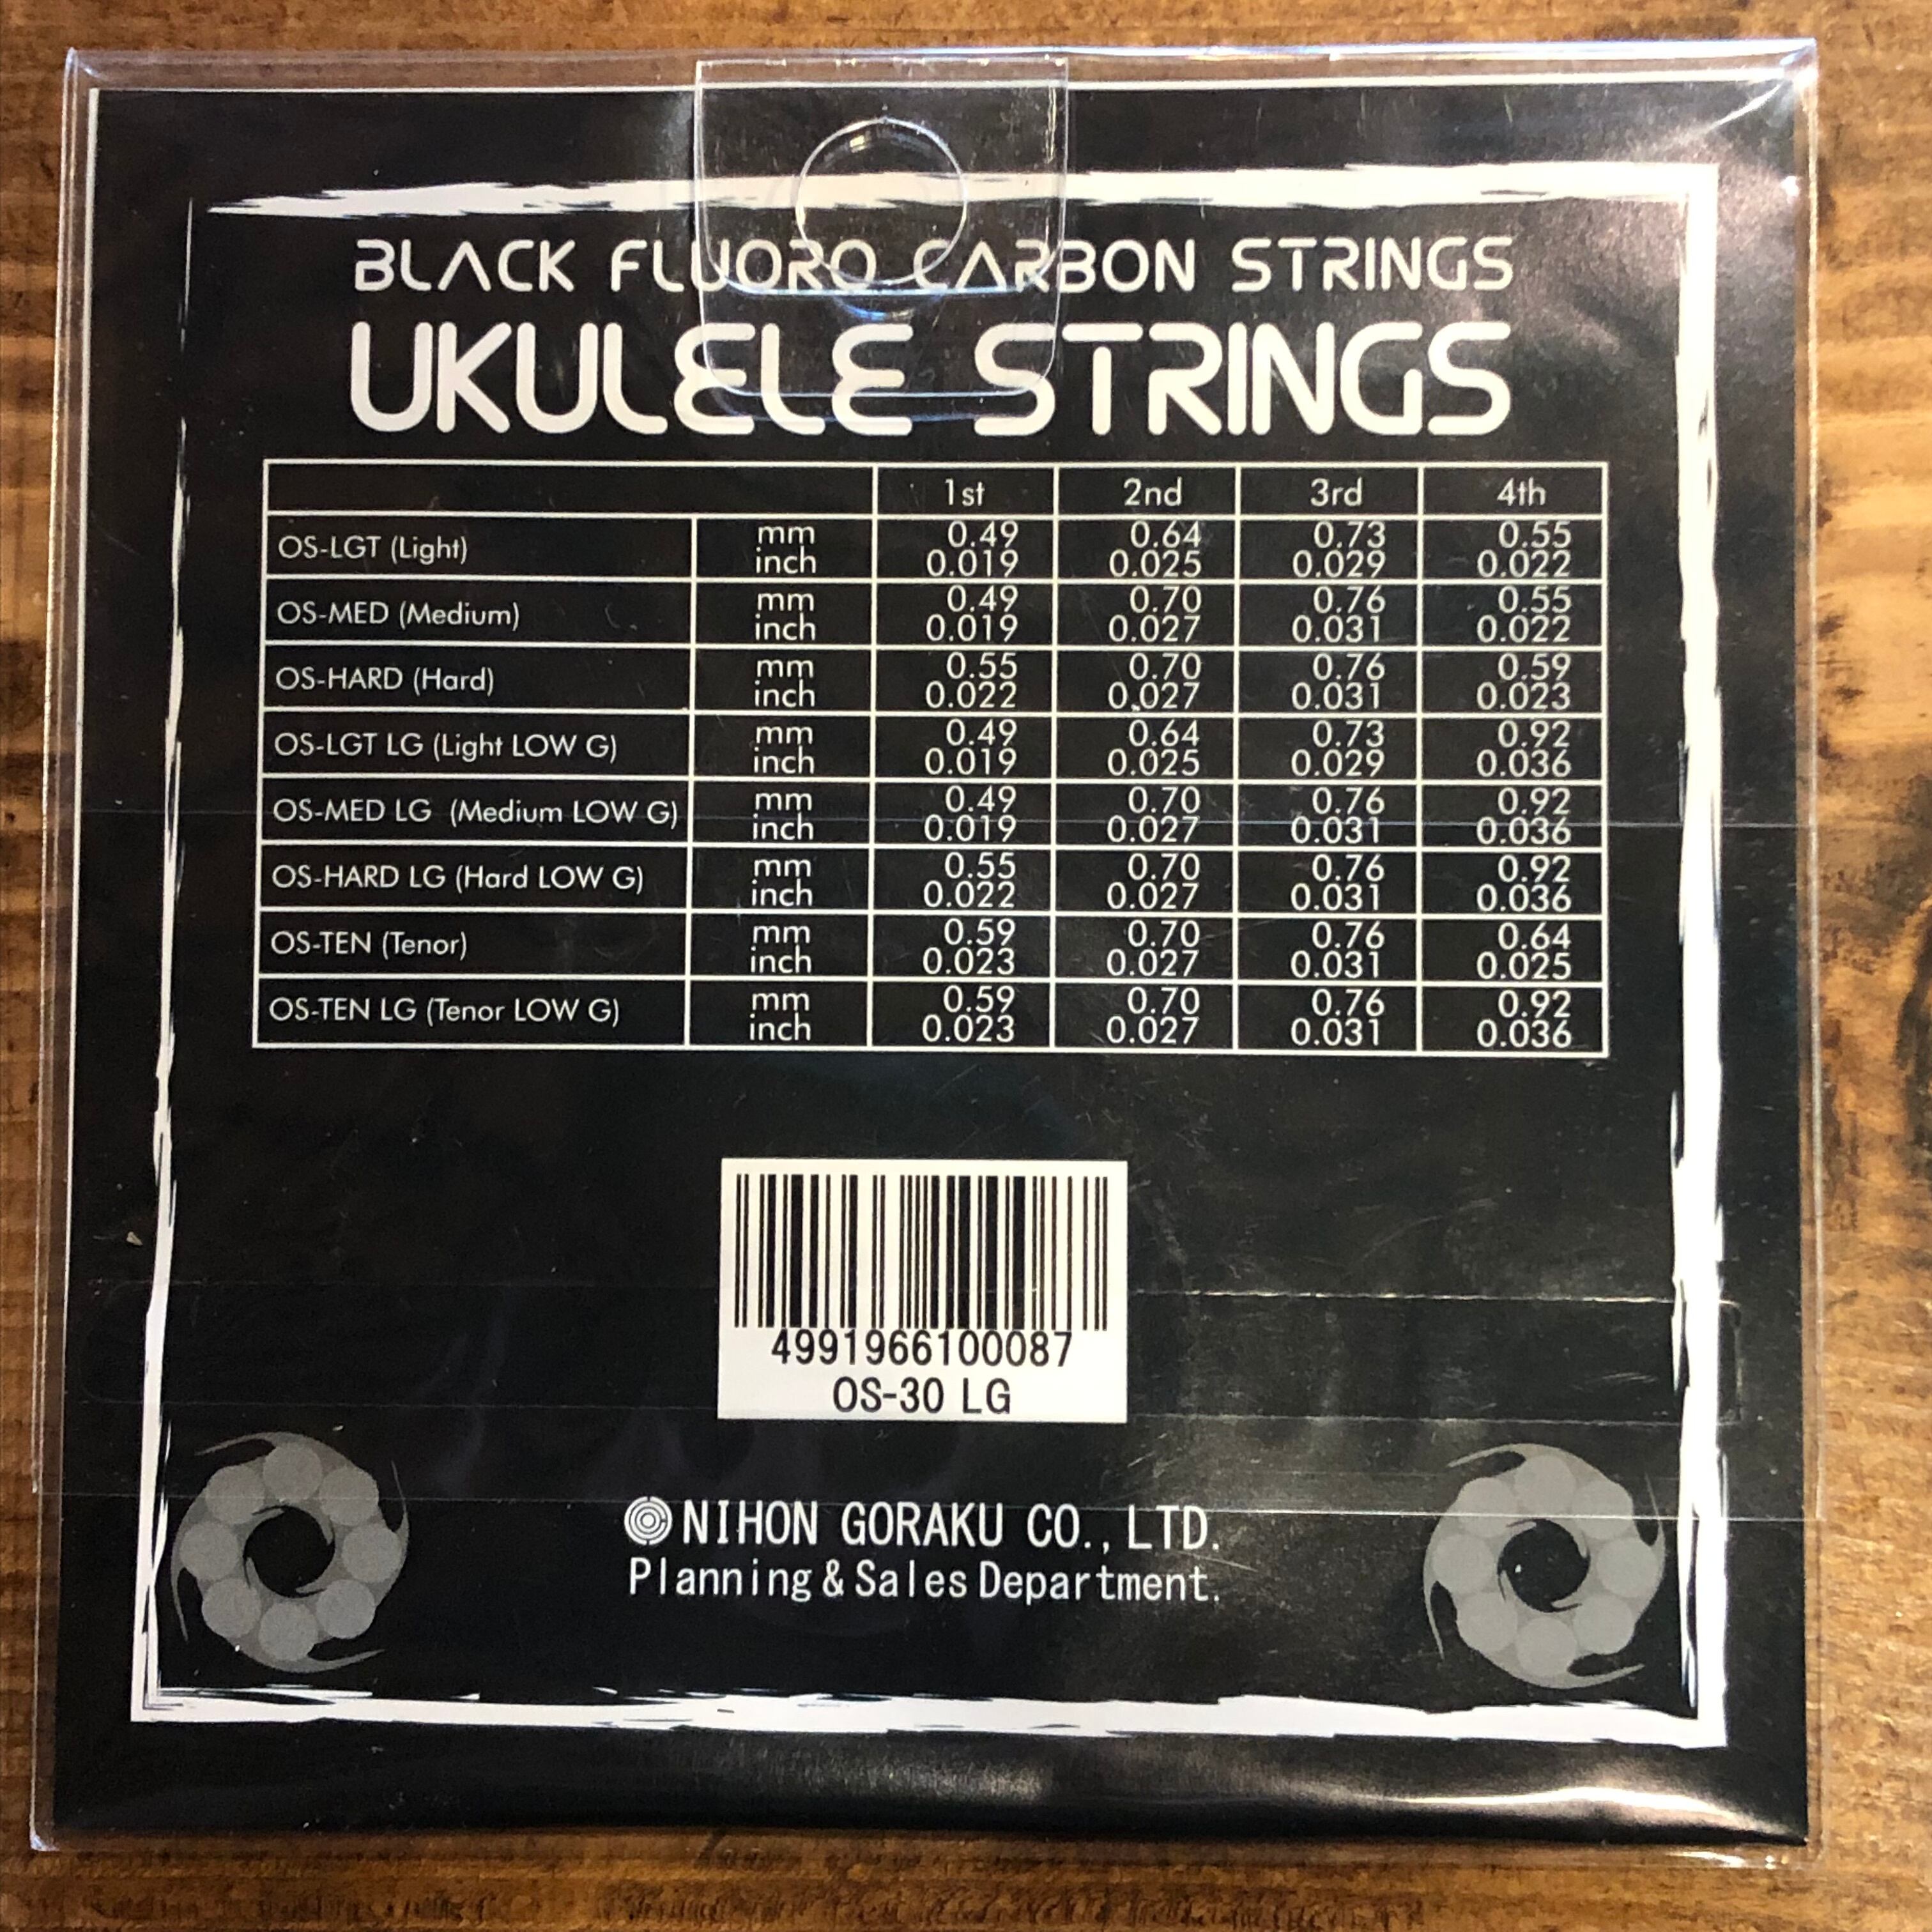 BLACK FLUORO CARBON STRINGS
UKULELE STRINGS
1st 2nd 3rd 4th
OS-LGT (Light) mm 0.49 0.64 0.73 0.55
inch 0.019 0.025 0.029 0.022
OS-MED (Medium) mm 0.49 0.70 0.76 0.55
inch 0.019 0.027 0.031 0.022
OS-HARD (Hard) mm 0.55 0.70 0.76 0.59
inch 0.022 0.027 0.031 0.023
OS-LGT LG (Light LOW G) mm 0.49 0.64 0.73 0.92
inch 0.019 0.025 0.029 0.036
OS-MED LG (Medium LOW G) mm 0.49 0.70 0.76 0.92
inch 0.019 0.027 0.031 0.036
OS-HARD LG (Hard LOW G) mm 0.55 0.70 0.76 0.92
inch 0.022 0.027 0.031 0.036
OS-TEN (Tenor) mm 0.59 0.70 0.76 0.64
inch 0.023 0.027 0.031 0.025
OS-TEN LG (Tenor LOW G) mm 0.59 0.70 0.76 0.92
inch 0.023 0.027 0.031 0.036
4991966100087
OS-30 LG
NIHON GORAKU CO., LTD.
Planning & Sales Department.